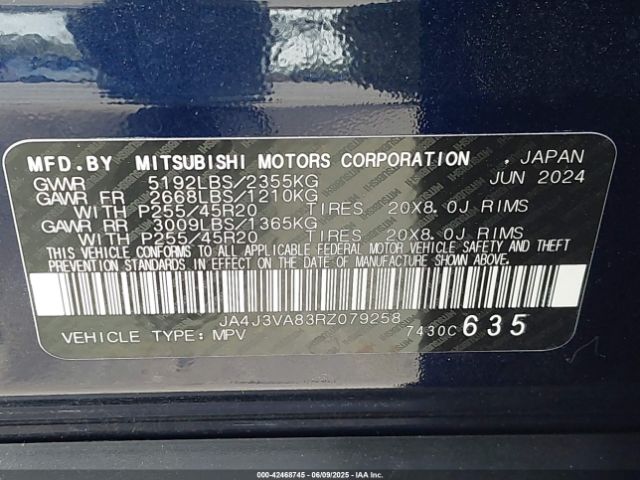 MFD.BY MITSUBISHI MOTORS CORPORATION , JAPAN
GVWR 5192LBS/2355KG JUN 2024
GAWR FR 2668LBS/1210KG
WITH P255/45R20 TIRES 20X8.0J RIMS
GAWR RR 3009LBS/1365KG
WITH P255/45R20 TIRES 20X8.0J RIMS
THIS VEHICLE CONFORMS TO ALL APPLICABLE FEDERAL MOTOR VEHICLE SAFETY AND THEFT
PREVENTION STANDARDS IN EFFECT ON THE DATE OF MANUFACTURE SHOWN ABOVE.
JA4J3VA83RZ079258
VEHICLE TYPE: MPV 7430C 635
000-42468745 - 06/09/2025 - IAA Inc.